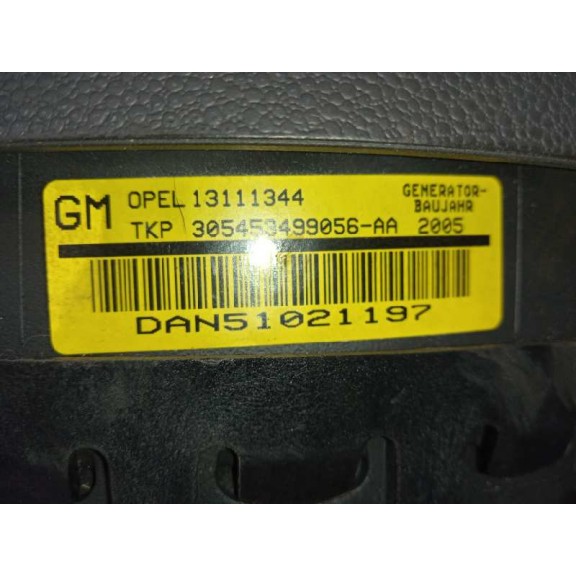 GM OPEL 13111344 GENERATOR-
BAUJAHR
TKP 305453499056-AA 2005
DAN51021197